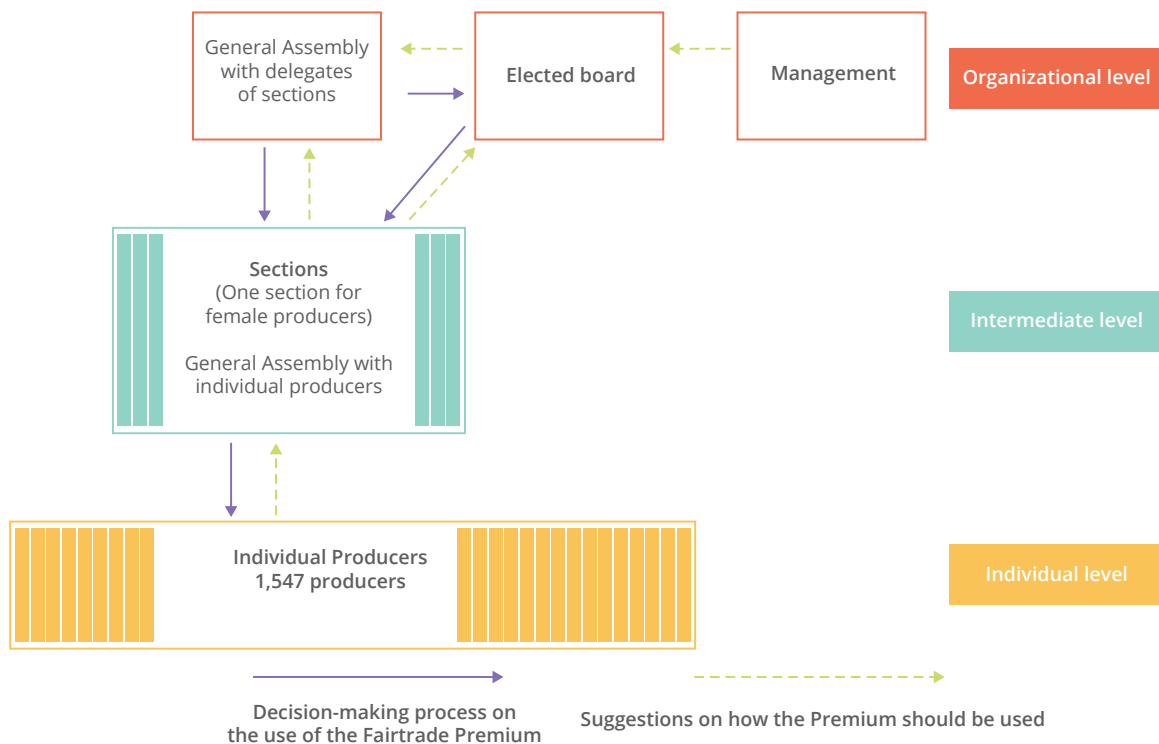 General Assembly
with delegates
of sections
Elected board
Management
Organizational level
Sections
(One section for
female producers)
General Assembly with
individual producers
Intermediate level
Individual Producers
1,547 producers
Individual level
Decision-making process on
the use of the Fairtrade Premium
Suggestions on how the Premium should be used